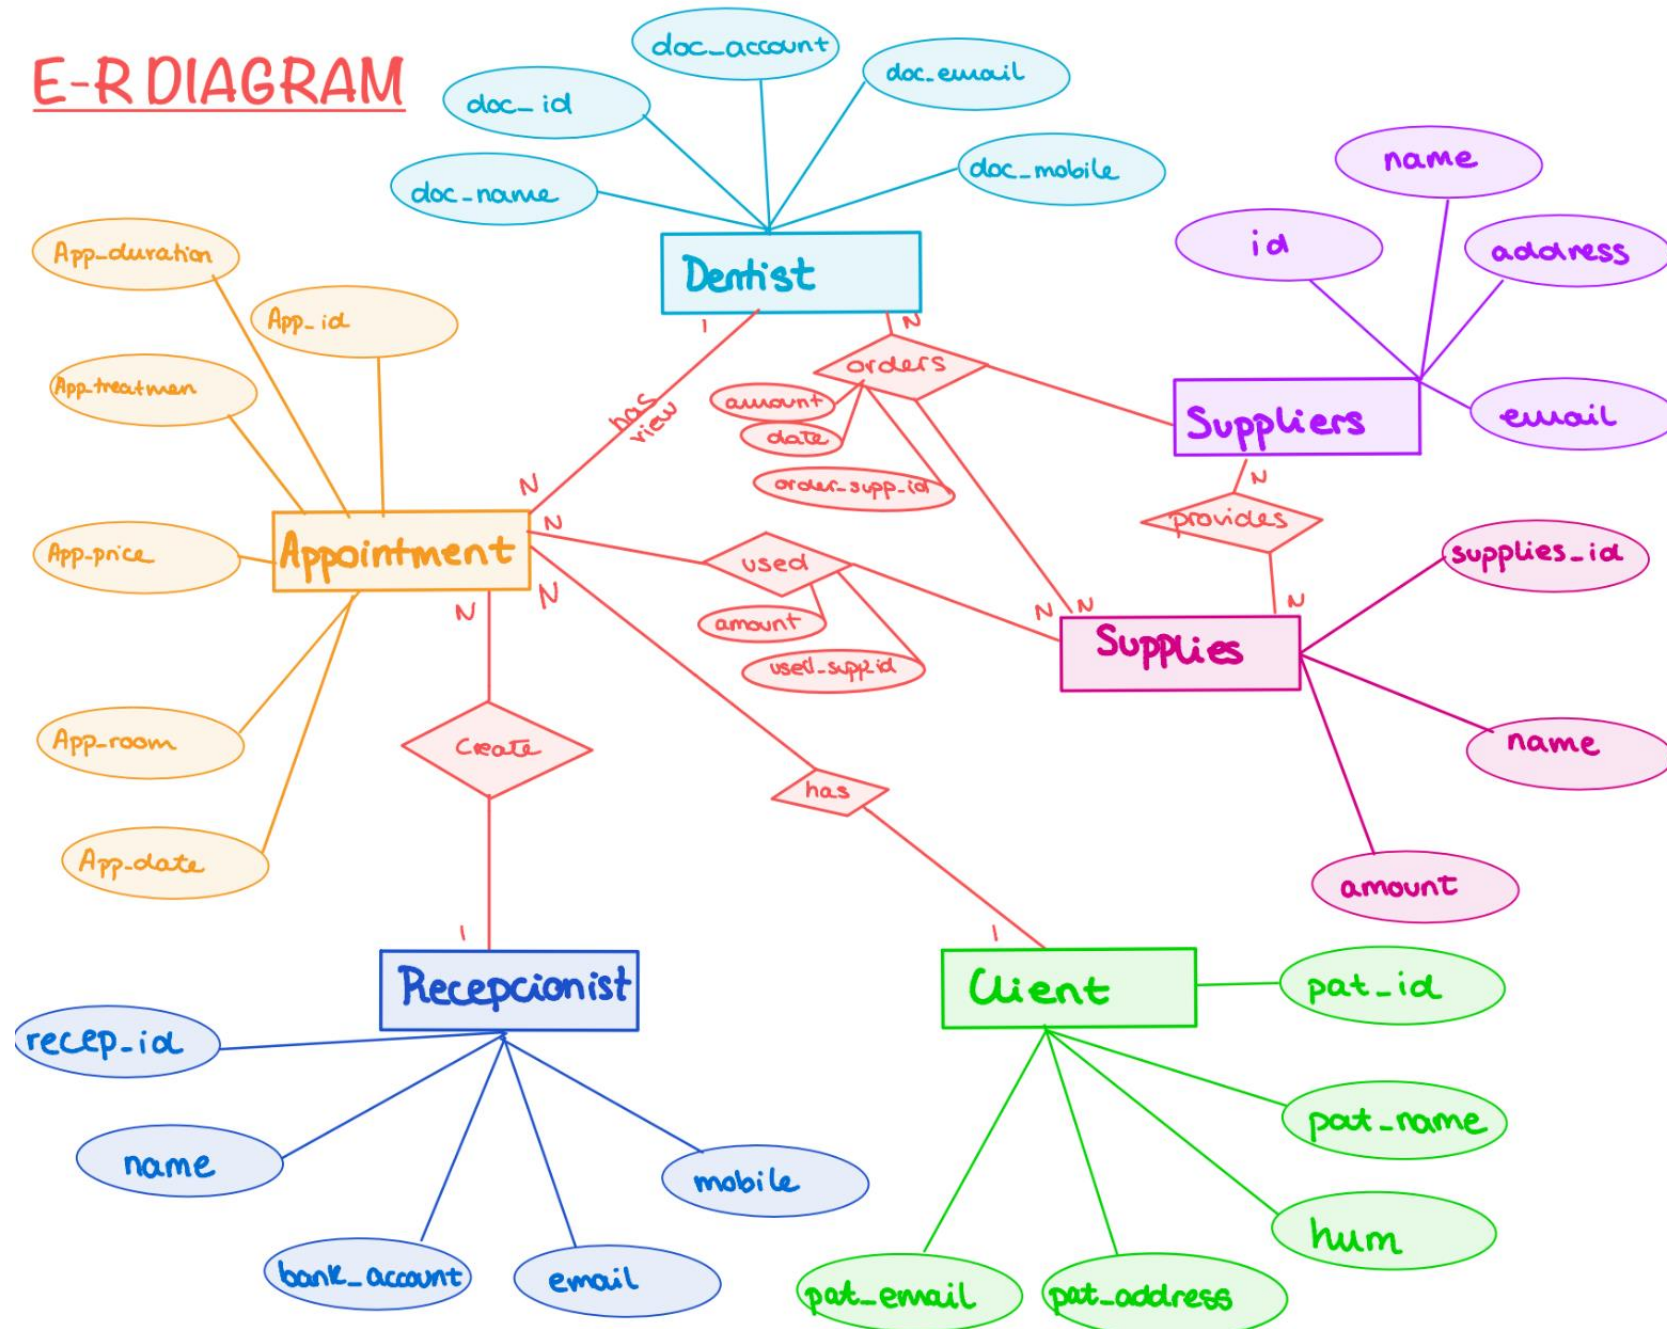 E-R DIAGRAM
doc_account
doc_email
doc_id
doc_mobile
doc_name
Dentist
name
id
address
email
Suppliers
App_duration
App_id
App_treatmen
App_price
Appointment
App_room
App_date
1
N
has
view
N
orders
amount
date
order_supp_id
N
provides
N
N
used
amount
used_supp_id
N
N
Supplies
supplies_id
name
amount
N
N
Create
has
1
1
Recepcionist
recep_id
name
bank_account
email
mobile
Client
pat_id
pat_name
hum
pat_address
pat_email